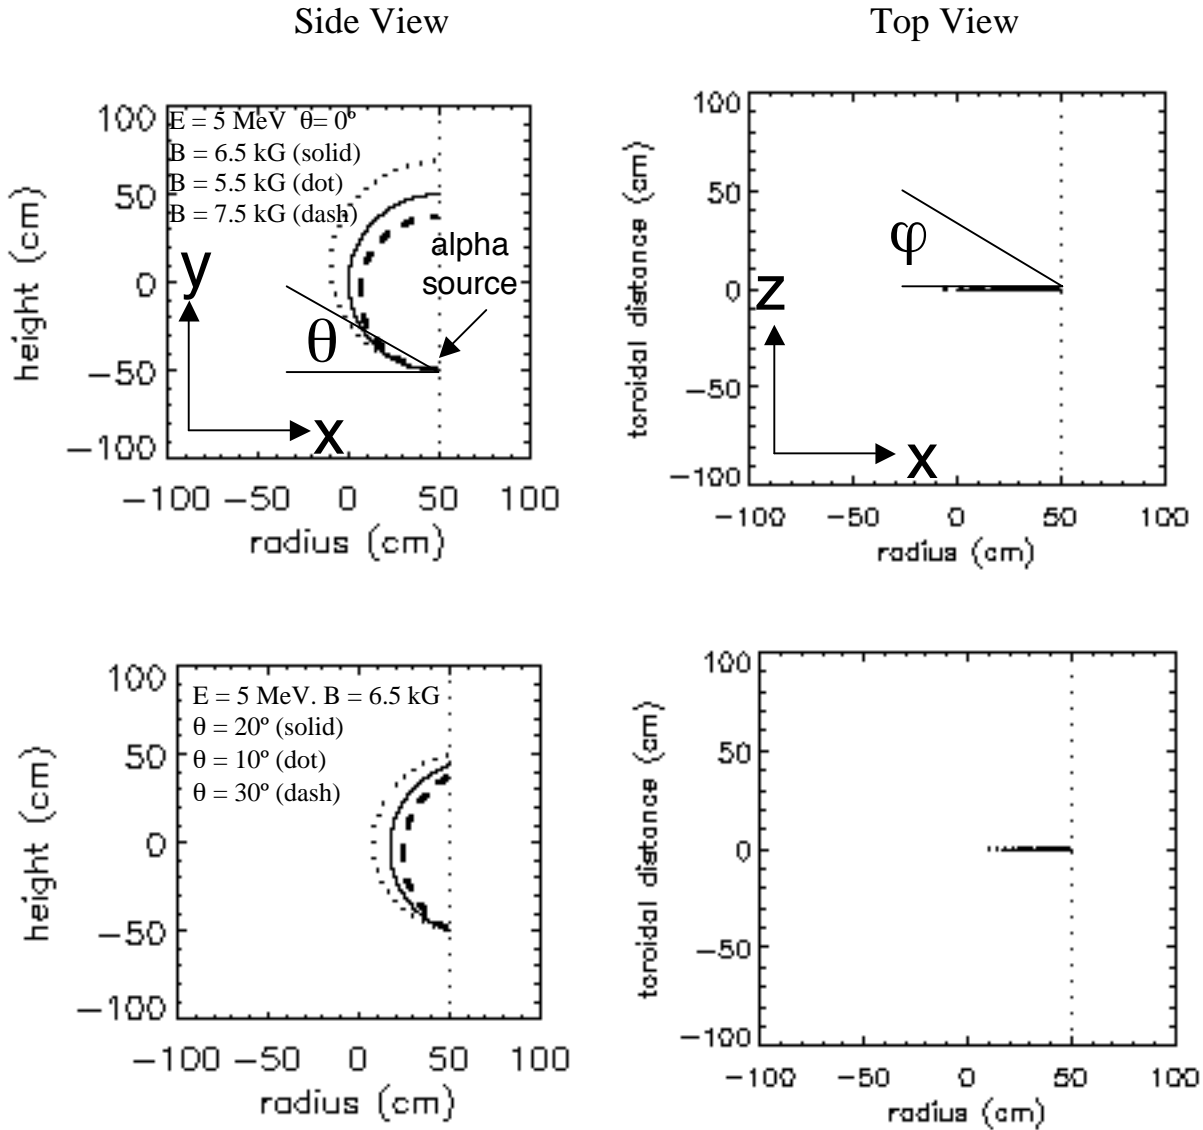 Side View
Top View
E = 5 MeV θ= 0º
B = 6.5 kG (solid)
B = 5.5 kG (dot)
B = 7.5 kG (dash)
alpha
source
θ
y
x
100
50
0
−50
−100
−100 −50 0 50 100
height (cm)
radius (cm)
φ
z
x
100
50
0
−50
−100
−100 −50 0 50 100
toroidal distance (cm)
radius (cm)
E = 5 MeV. B = 6.5 kG
θ = 20º (solid)
θ = 10º (dot)
θ = 30º (dash)
100
50
0
−50
−100
−100 −50 0 50 100
height (cm)
radius (cm)
100
50
0
−50
−100
−100 −50 0 50 100
toroidal distance (cm)
radius (cm)